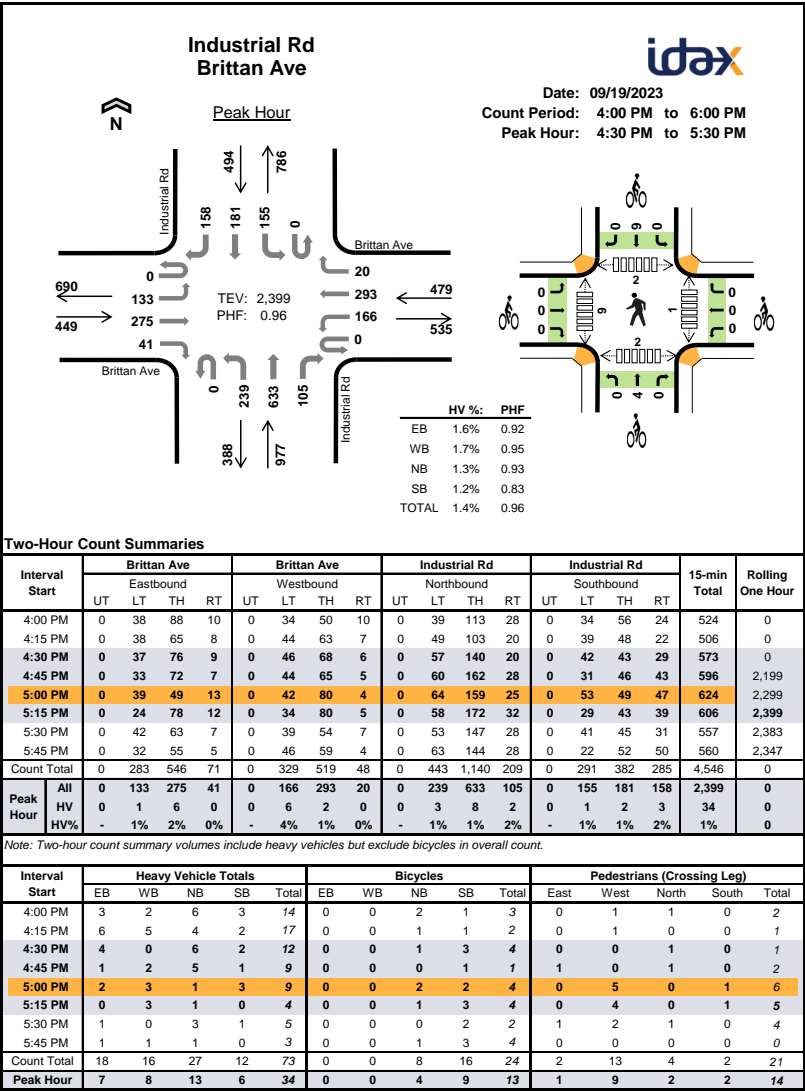 Industrial Rd
Brittan Ave
idax
Date: 09/19/2023
Count Period: 4:00 PM to 6:00 PM
Peak Hour: 4:30 PM to 5:30 PM
N
Peak Hour
494
786
Industrial Rd
158 181 155 0
Brittan Ave
0
133
275
41
690
449
TEV: 2,399
PHF: 0.96
20
293
166
0
479
535
Brittan Ave
0 239 633 105
Industrial Rd
388
977
0 9 0
2
0
0
0
9
1
0
0
0
2
0 4 0
HV %: PHF
EB 1.6% 0.92
WB 1.7% 0.95
NB 1.3% 0.93
SB 1.2% 0.83
TOTAL 1.4% 0.96
Two-Hour Count Summaries
Interval Start Brittan Ave Brittan Ave Industrial Rd Industrial Rd 15-min Total Rolling One Hour
Eastbound Westbound Northbound Southbound
UT LT TH RT UT LT TH RT UT LT TH RT UT LT TH RT
4:00 PM 0 38 88 10 0 34 50 10 0 39 113 28 0 34 56 24 524 0
4:15 PM 0 38 65 8 0 44 63 7 0 49 103 20 0 39 48 22 506 0
4:30 PM 0 37 76 9 0 46 68 6 0 57 140 20 0 42 43 29 573 0
4:45 PM 0 33 72 7 0 44 65 5 0 60 162 28 0 31 46 43 596 2,199
5:00 PM 0 39 49 13 0 42 80 4 0 64 159 25 0 53 49 47 624 2,299
5:15 PM 0 24 78 12 0 34 80 5 0 58 172 32 0 29 43 39 606 2,399
5:30 PM 0 42 63 7 0 39 54 7 0 53 147 28 0 41 45 31 557 2,383
5:45 PM 0 32 55 5 0 46 59 4 0 63 144 28 0 22 52 50 560 2,347
Count Total 0 283 546 71 0 329 519 48 0 443 1,140 209 0 291 382 285 4,546 0
Peak Hour All 0 133 275 41 0 166 293 20 0 239 633 105 0 155 181 158 2,399 0
HV 0 1 6 0 0 6 2 0 0 3 8 2 0 1 2 3 34 0
HV% - 1% 2% 0% - 4% 1% 0% - 1% 1% 2% - 1% 1% 2% 1% 0
Note: Two-hour count summary volumes include heavy vehicles but exclude bicycles in overall count.
Interval Start Heavy Vehicle Totals Bicycles Pedestrians (Crossing Leg)
EB WB NB SB Total EB WB NB SB Total East West North South Total
4:00 PM 3 2 6 3 14 0 0 2 1 3 0 1 1 0 2
4:15 PM 6 5 4 2 17 0 0 1 1 2 0 1 0 0 1
4:30 PM 4 0 6 2 12 0 0 1 3 4 0 0 1 0 1
4:45 PM 1 2 5 1 9 0 0 0 1 1 1 0 1 0 2
5:00 PM 2 3 1 3 9 0 0 2 2 4 0 5 0 1 6
5:15 PM 0 3 1 0 4 0 0 1 3 4 0 4 0 1 5
5:30 PM 1 0 3 1 5 0 0 0 2 2 1 2 1 0 4
5:45 PM 1 1 1 0 3 0 0 1 3 4 0 0 0 0 0
Count Total 18 16 27 12 73 0 0 8 16 24 2 13 4 2 21
Peak Hour 7 8 13 6 34 0 0 4 9 13 1 9 2 2 14